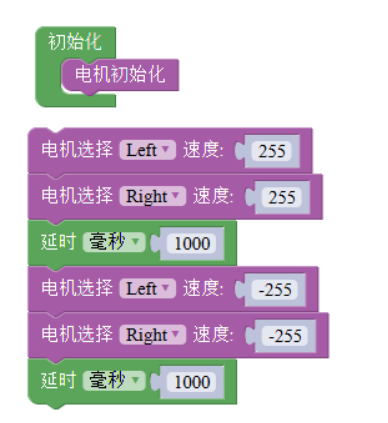 初始化
电机初始化
电机选择 Left 速度: 255
电机选择 Right 速度: 255
延时 毫秒 1000
电机选择 Left 速度: -255
电机选择 Right 速度: -255
延时 毫秒 1000